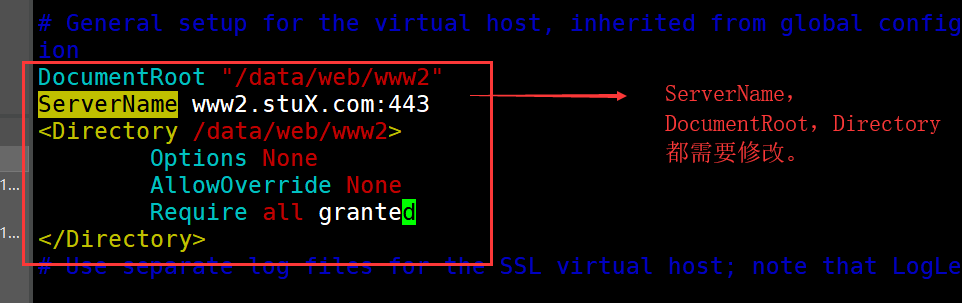 # General setup for the virtual host, inherited from global config
ion
DocumentRoot "/data/web/www2"
ServerName www2.stuX.com:443
<Directory /data/web/www2>
Options None
AllowOverride None
Require all granted
</Directory>
# Use separate log files for the SSL virtual host; note that LogLe
ServerName，
DocumentRoot，Directory
都需要修改。
1...
1...